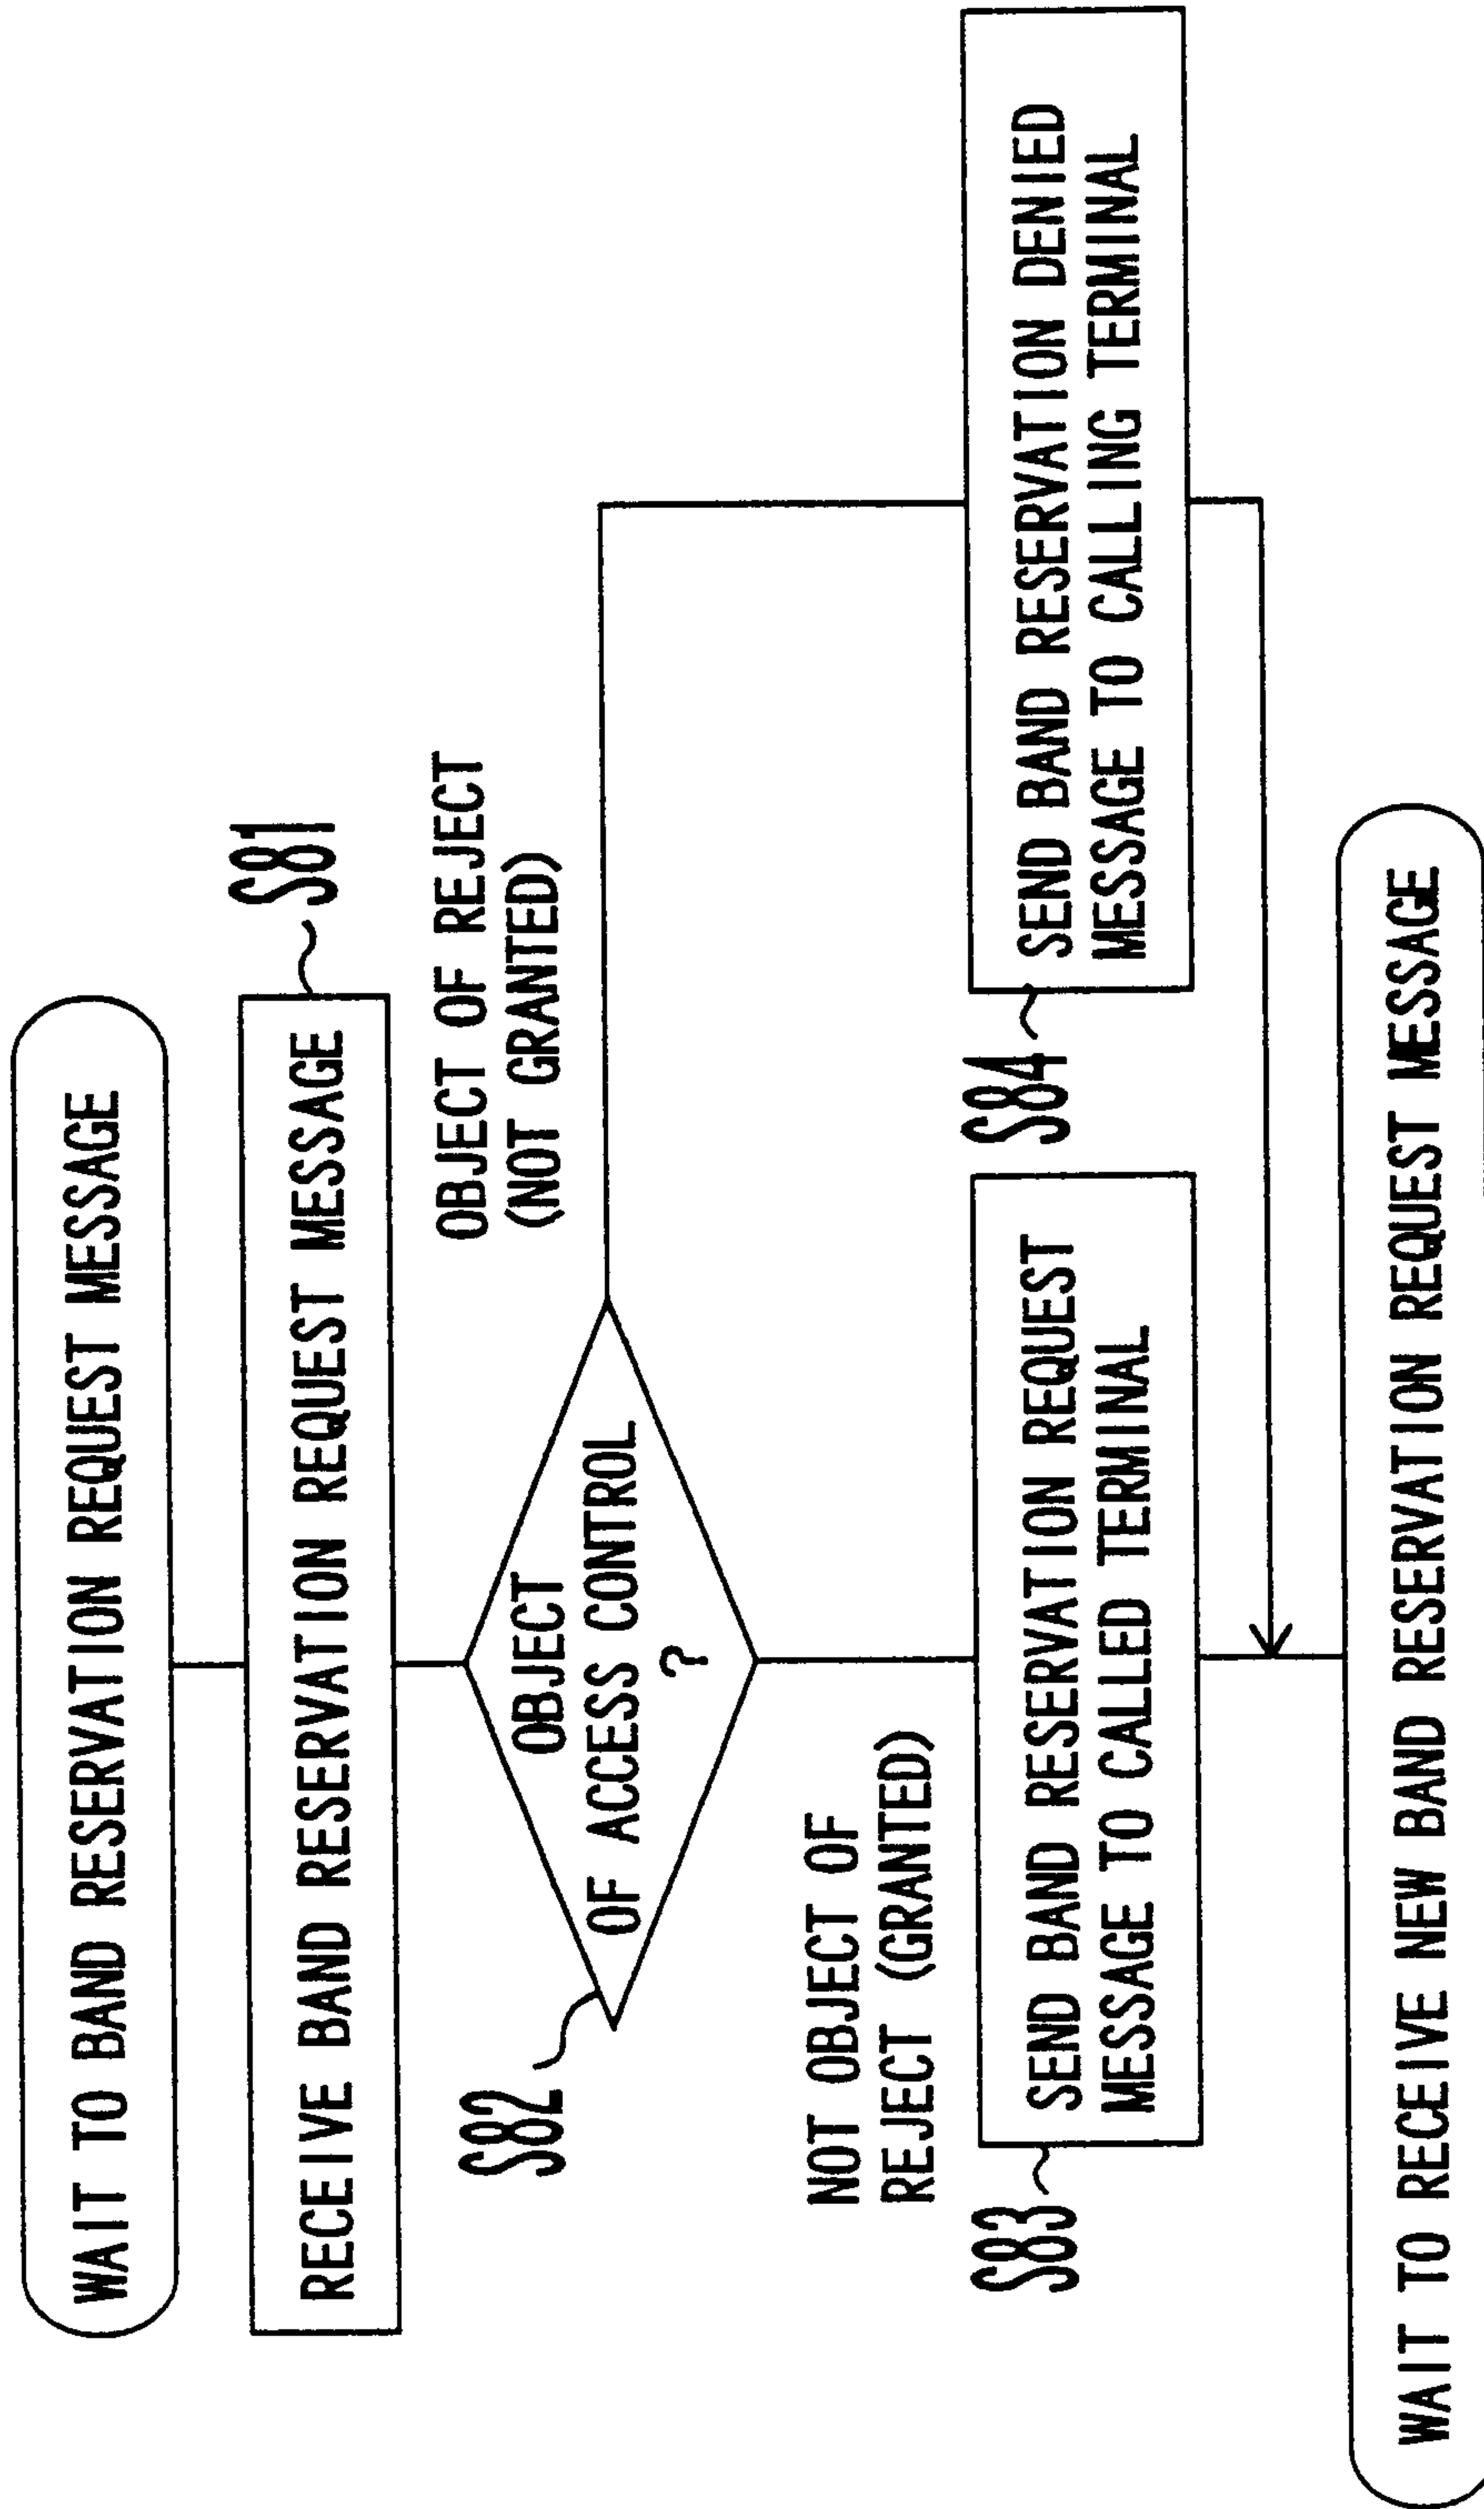 WAIT TO BAND RESERVATION REQUEST MESSAGE
RECEIVE BAND RESERVATION REQUEST MESSAGE
S81
S82
OBJECT
OF ACCESS CONTROL
?
OBJECT OF REJECT
(NOT GRANTED)
NOT OBJECT OF
REJECT (GRANTED)
S83
SEND BAND RESERVATION REQUEST
MESSAGE TO CALLED TERMINAL
S84
SEND BAND RESERVATION DENIED
MESSAGE TO CALLING TERMINAL
WAIT TO RECEIVE NEW BAND RESERVATION REQUEST MESSAGE